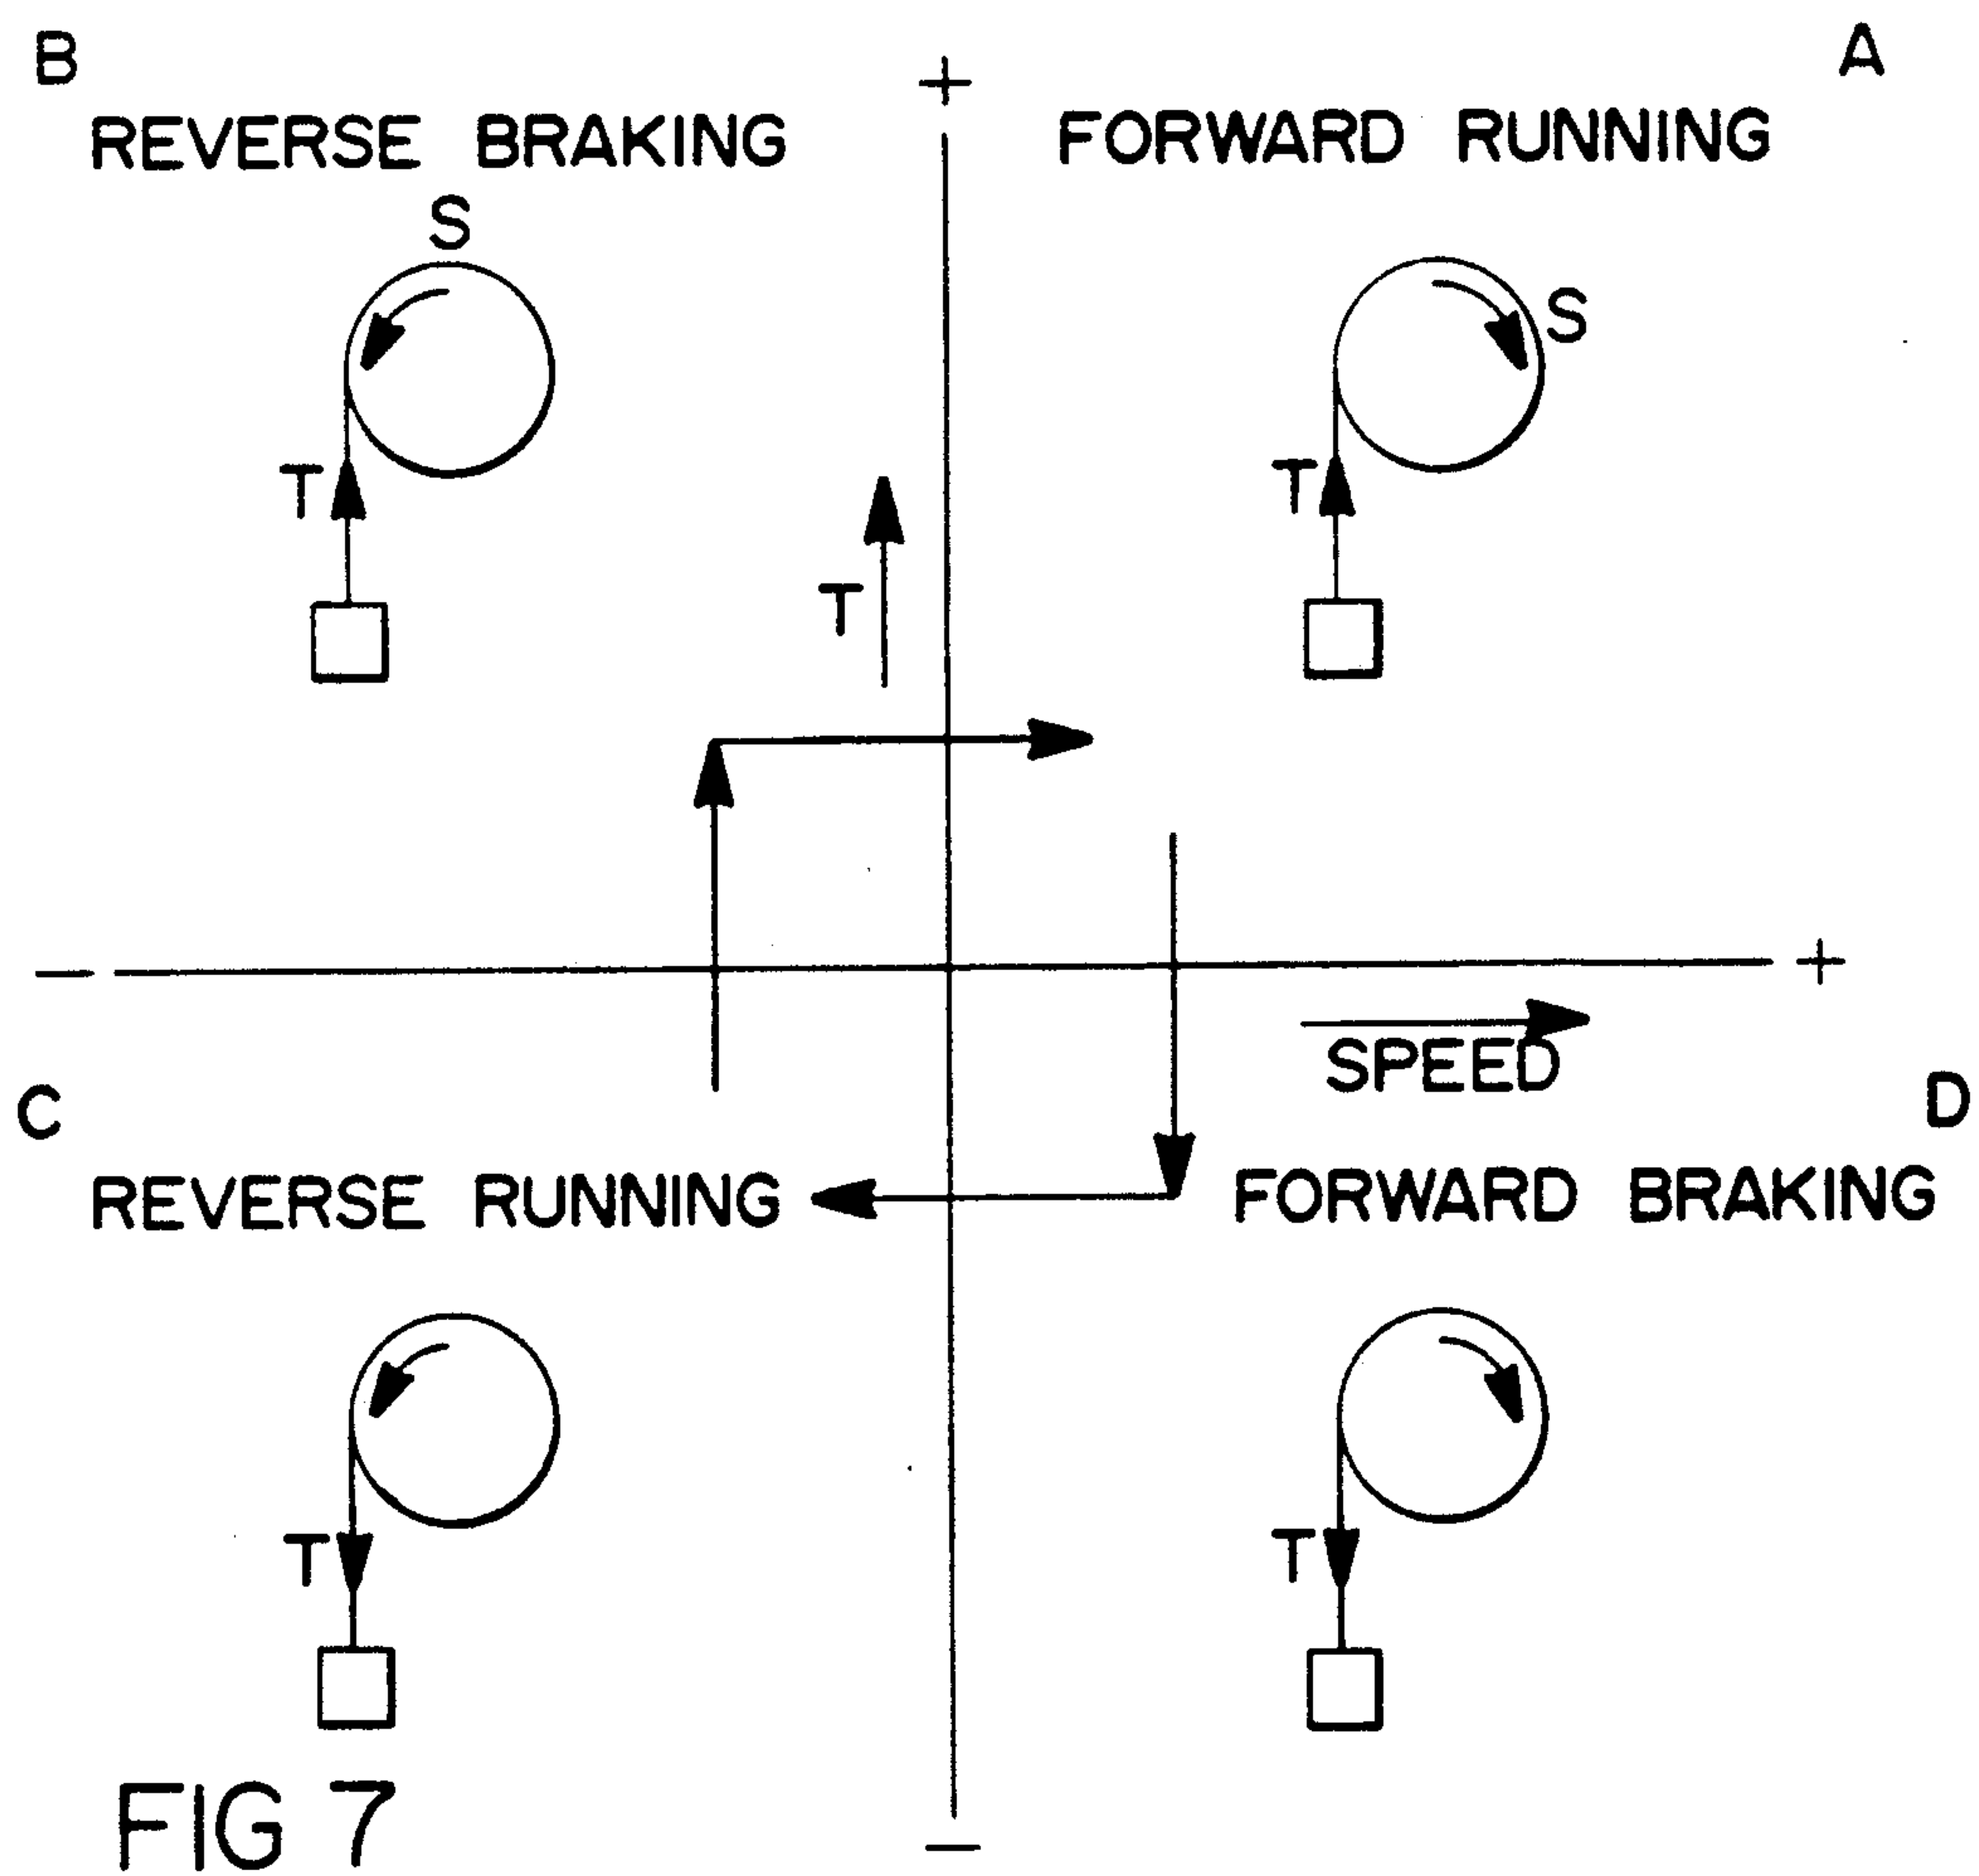 B
A
+
REVERSE BRAKING
FORWARD RUNNING
S
S
T
T
T
— +
SPEED
C
D
REVERSE RUNNING
FORWARD BRAKING
T
T
FIG 7
—